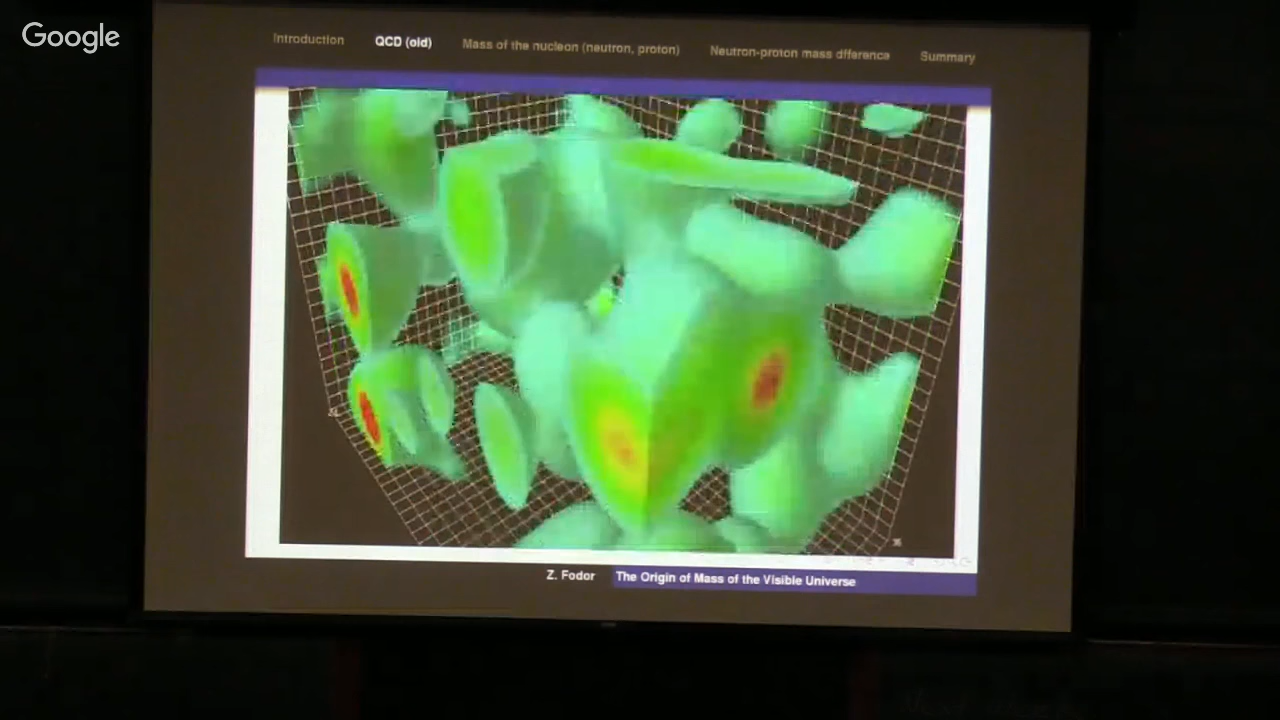 Google
Introduction QCD (old) Mass of the nucleon (neutron, proton) Neutron-proton mass difference Summary
Z. Fodor The Origin of Mass of the Visible Universe